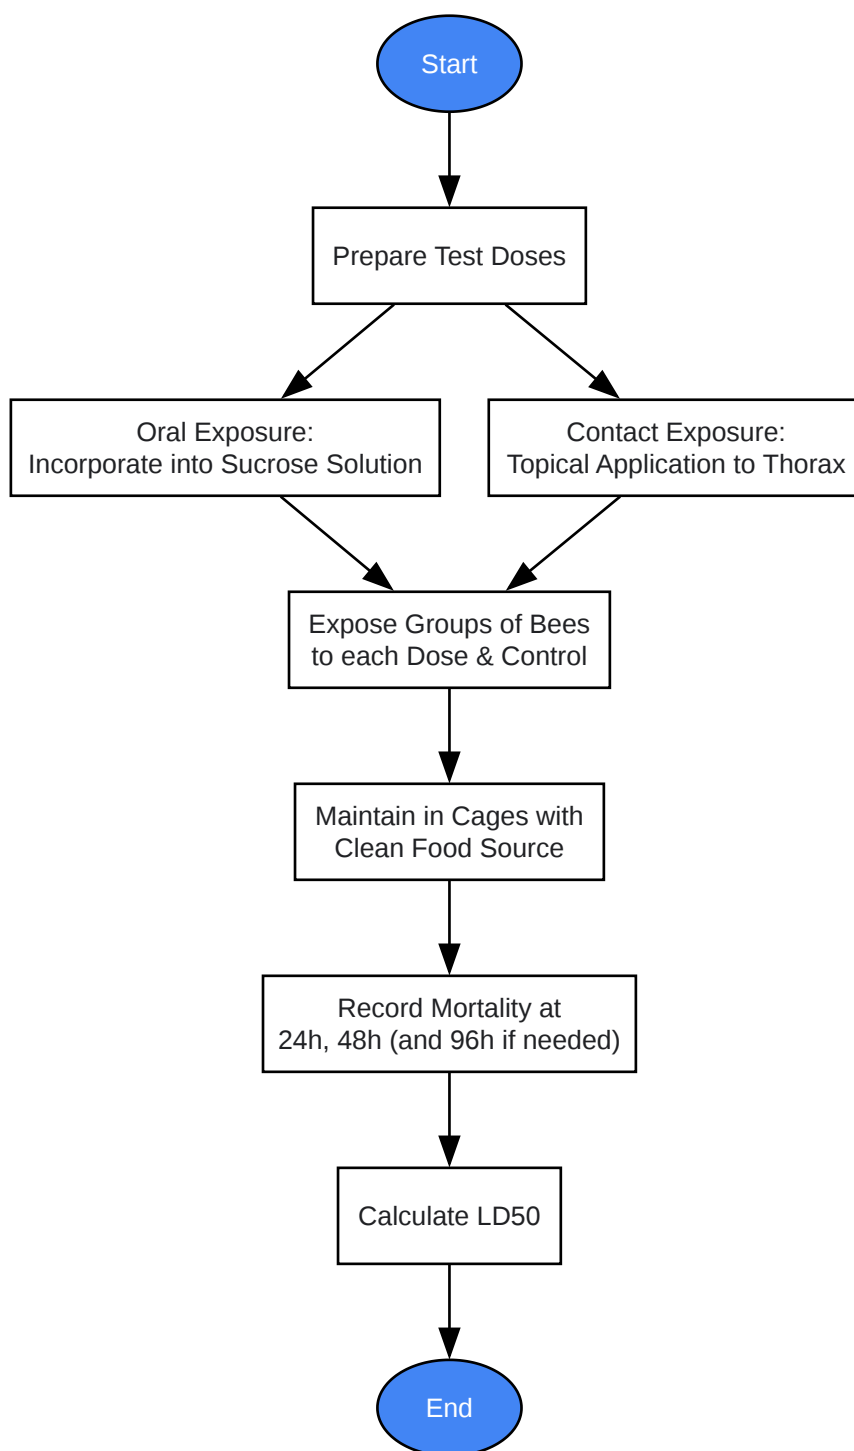 Start
Prepare Test Doses
Oral Exposure:
Incorporate into Sucrose Solution
Contact Exposure:
Topical Application to Thorax
Expose Groups of Bees
to each Dose & Control
Maintain in Cages with
Clean Food Source
Record Mortality at
24h, 48h (and 96h if needed)
Calculate LD50
End